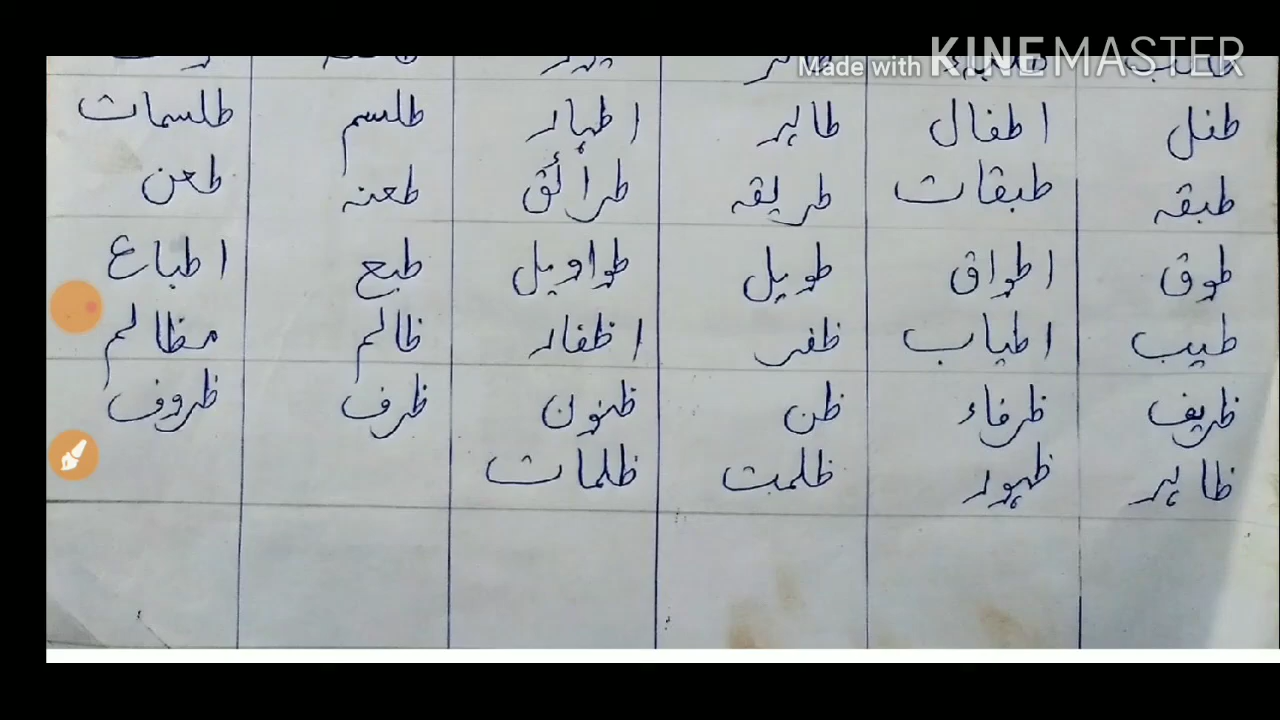 Made with KINEMASTER
طفل اطفال طاہر اطہار طلسم طلسمات
طبقہ طبقات طریقہ طرائق طعنہ طعن
طوق اطواق طویل طواویل طبع اطباع
طیب اطیاب ظفر اظفار ظالم مظالم
ظریف ظرفاء ظن ظنون ظرف ظروف
ظاہر ظہور ظلمت ظلمات